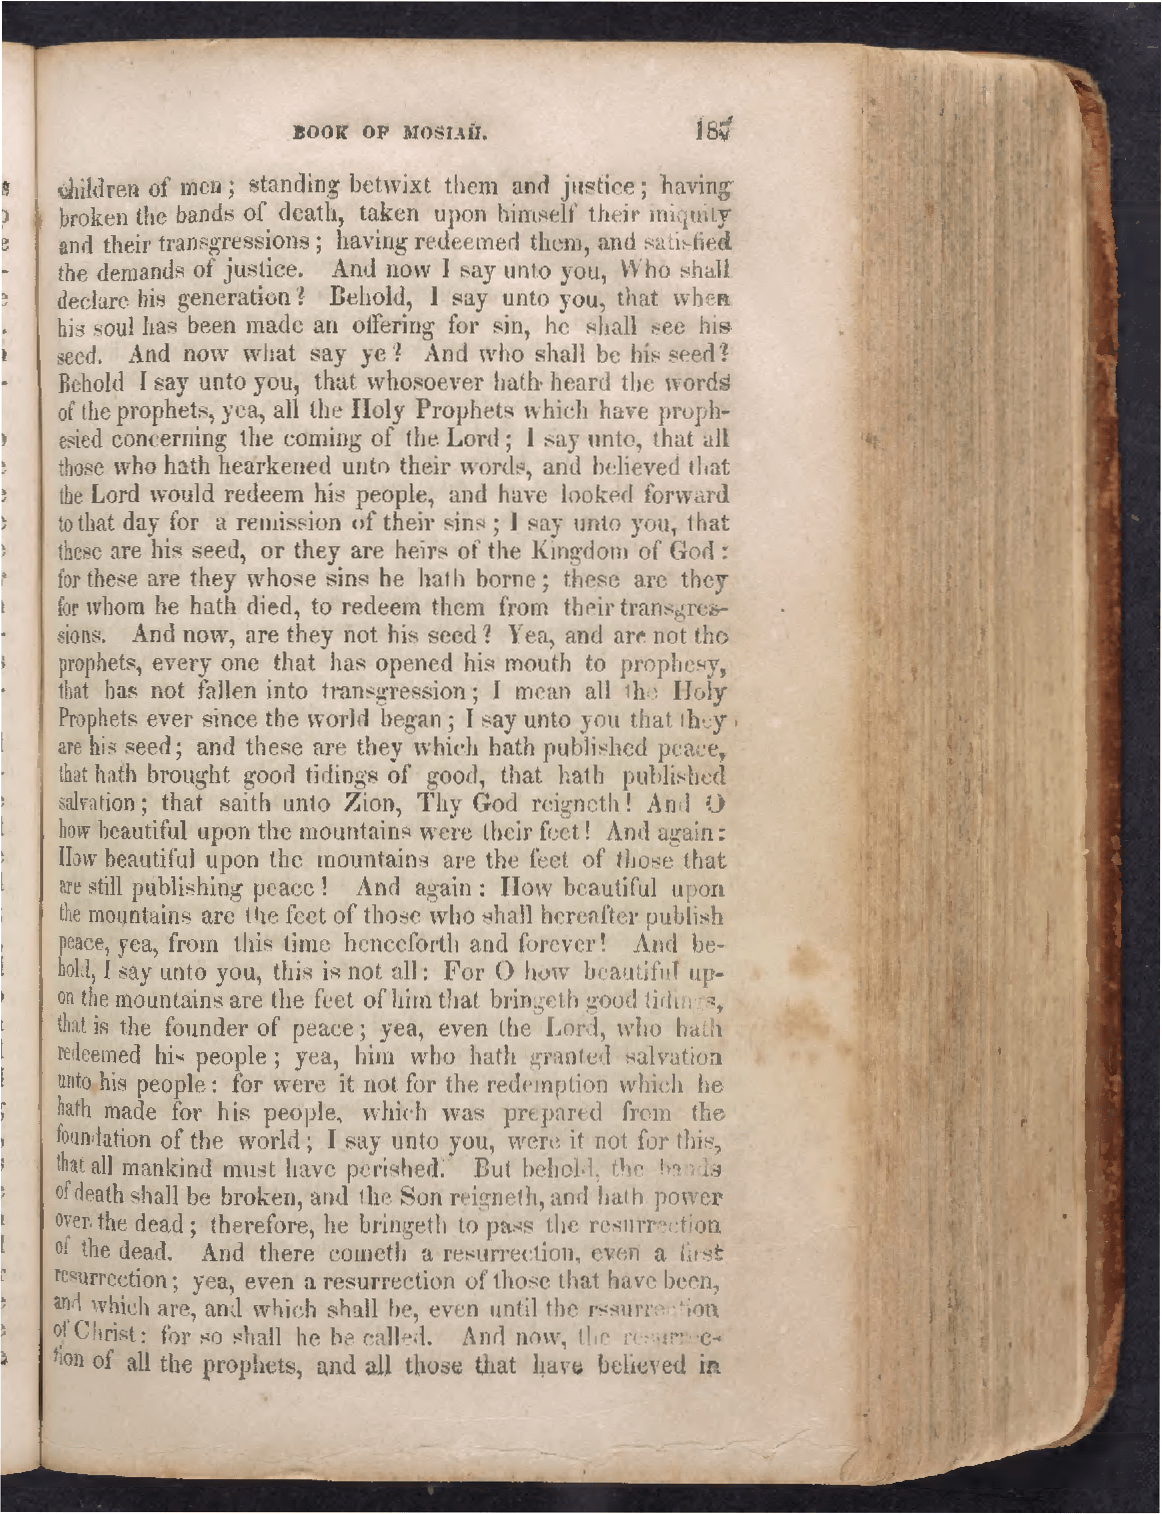 BOOK OF MOSIAH. 187
children of men; standing betwixt them and justice; having
broken the bands of death, taken upon himself their iniquity
and their transgressions; having redeemed them, and satisfied
the demands of justice. And now I say unto you, Who shall
declare his generation? Behold, I say unto you, that when
his soul has been made an offering for sin, he shall see his
seed. And now what say ye? And who shall be his seed?
Behold I say unto you, that whosoever hath heard the words
of the prophets, yea, all the Holy Prophets which have proph-
esied concerning the coming of the Lord; I say unto, that all
those who hath hearkened unto their words, and believed that
the Lord would redeem his people, and have looked forward
to that day for a remission of their sins; I say unto you, that
these are his seed, or they are heirs of the Kingdom of God:
for these are they whose sins he hath borne; these are they
for whom he hath died, to redeem them from their transgres-
sions. And now, are they not his seed? Yea, and are not the
prophets, every one that has opened his mouth to prophesy,
that has not fallen into transgression; I mean all the Holy
Prophets ever since the world began; I say unto you that they
are his seed; and these are they which hath published peace,
that hath brought good tidings of good, that hath published
salvation; that saith unto Zion, Thy God reigneth! And O
how beautiful upon the mountains were their feet! And again:
How beautiful upon the mountains are the feet of those that
are still publishing peace! And again: How beautiful upon
the mountains are the feet of those who shall hereafter publish
peace, yea, from this time henceforth and forever! And be-
hold, I say unto you, this is not all: For O how beautiful up-
on the mountains are the feet of him that bringeth good tidings,
that is the founder of peace; yea, even the Lord, who hath
redeemed his people; yea, him who hath granted salvation
unto his people: for were it not for the redemption which he
hath made for his people, which was prepared from the
foundation of the world; I say unto you, were it not for this,
that all mankind must have perished. But behold, the bands
of death shall be broken, and the Son reigneth, and hath power
over the dead; therefore, he bringeth to pass the resurrection
of the dead. And there cometh a resurrection, even a first
resurrection; yea, even a resurrection of those that have been,
and which are, and which shall be, even until the rssurrection
of Christ: for so shall he be called. And now, the resurrec-
tion of all the prophets, and all those that have believed in